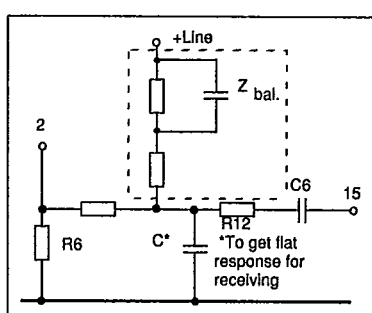 +Line
Z bal.
2
C6
15
R12
R6
C*
*To get flat
response for
receiving